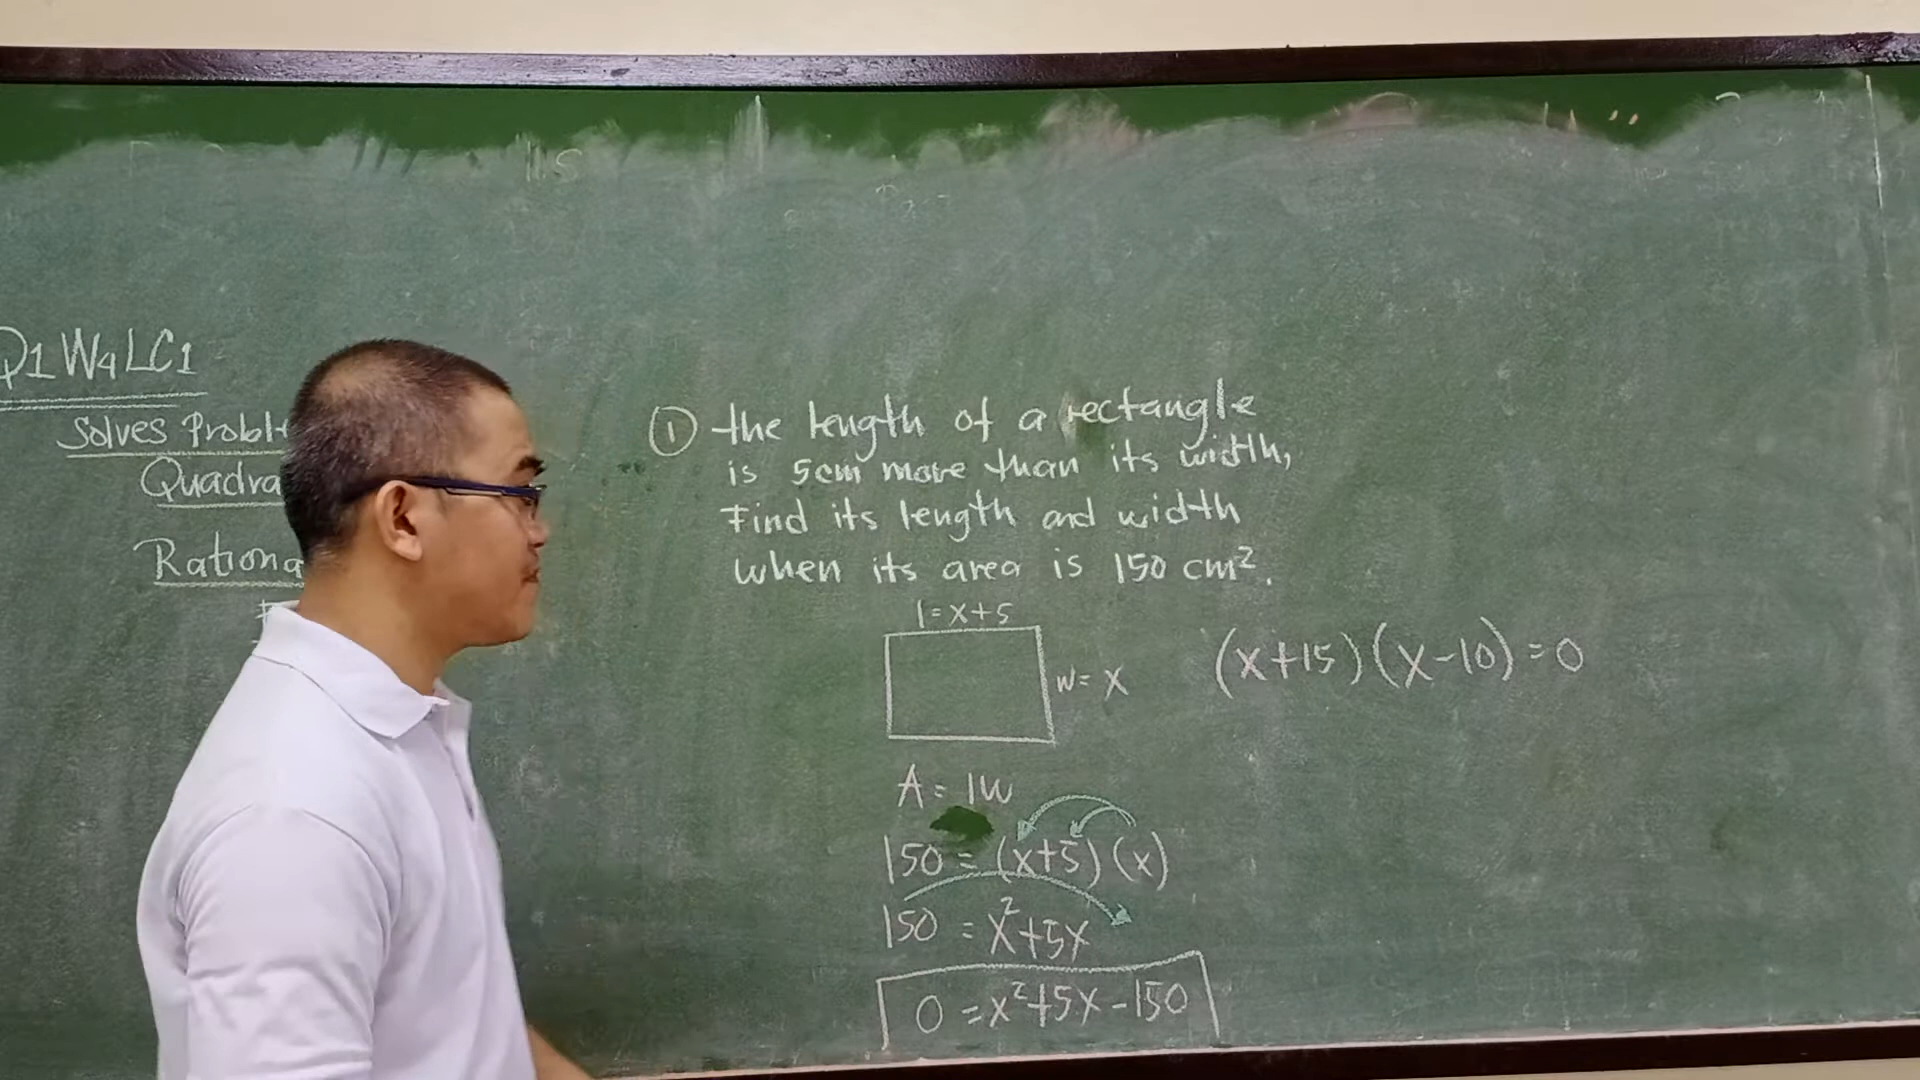 Q1W4LC1
Solves Proble
Quadra
Rationa
① the length of a rectangle
is 5cm more than its width,
Find its length and width
when its area is 150 cm².
l=x+5
w=x
(x+15)(x-10)=0
A=lw
150=(x+5)(x)
150=x²+5x
0=x²+5x-150